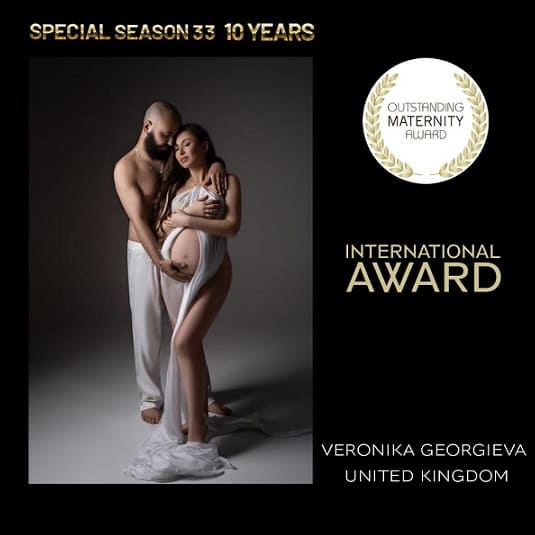 SPECIAL SEASON 33 10 YEARS
OUTSTANDING
MATERNITY
AWARD
INTERNATIONAL
AWARD
VERONIKA GEORGIEVA
UNITED KINGDOM